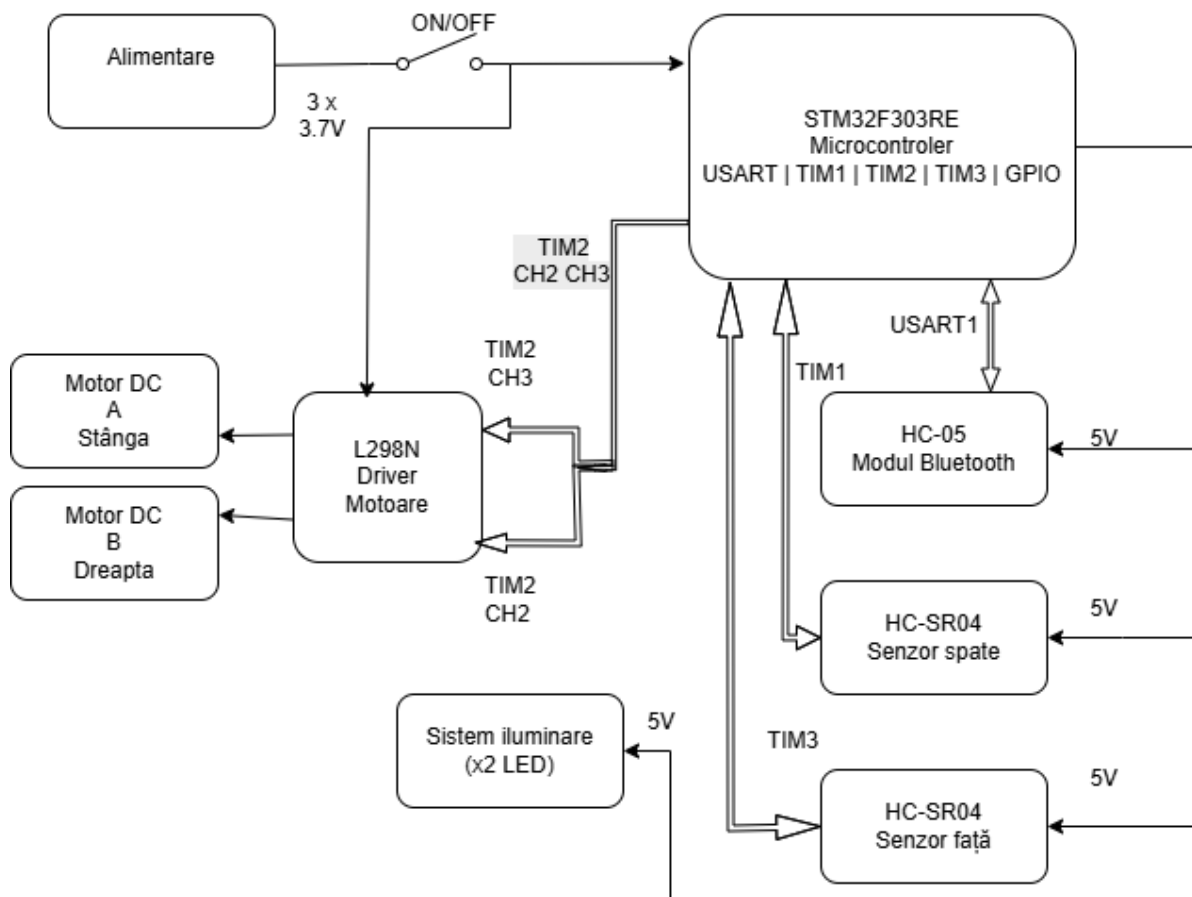 ON/OFF
Alimentare
3 x
3.7V
STM32F303RE
Microcontroler
USART | TIM1 | TIM2 | TIM3 | GPIO
TIM2
CH2 CH3
USART1
TIM2
CH3
TIM1
Motor DC
A
Stânga
L298N
Driver
Motoare
HC-05
Modul Bluetooth
5V
Motor DC
B
Dreapta
TIM2
CH2
HC-SR04
Senzor spate
5V
Sistem iluminare
(x2 LED)
5V
TIM3
HC-SR04
Senzor față
5V